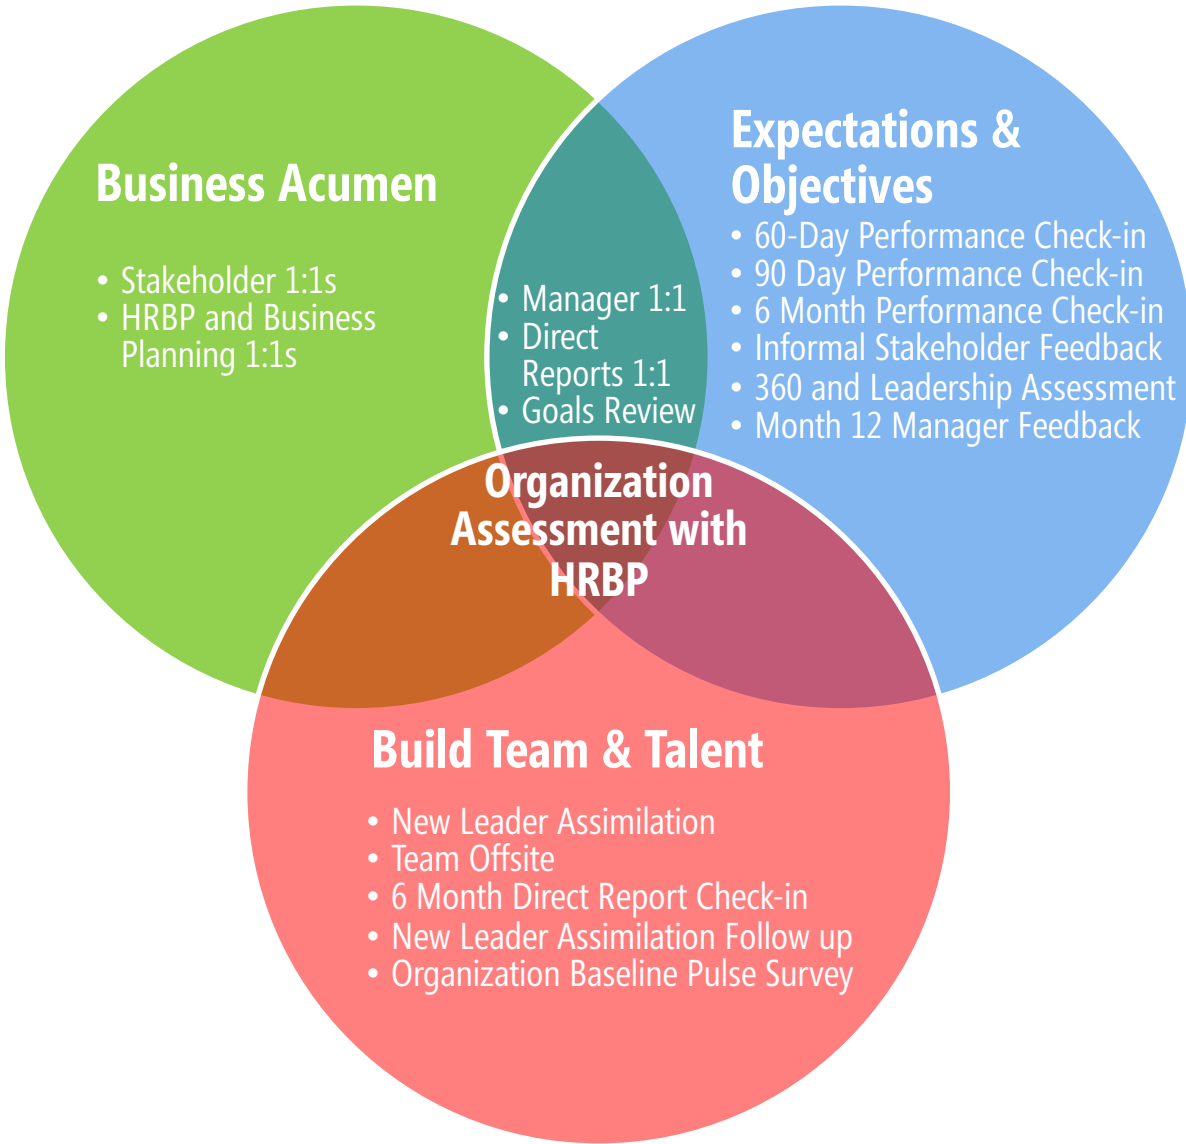 Business Acumen
• Stakeholder 1:1s
• HRBP and Business
Planning 1:1s
• Manager 1:1
• Direct
Reports 1:1
• Goals Review
Expectations &
Objectives
• 60-Day Performance Check-in
• 90 Day Performance Check-in
• 6 Month Performance Check-in
• Informal Stakeholder Feedback
• 360 and Leadership Assessment
• Month 12 Manager Feedback
Organization
Assessment with
HRBP
Build Team & Talent
• New Leader Assimilation
• Team Offsite
• 6 Month Direct Report Check-in
• New Leader Assimilation Follow up
• Organization Baseline Pulse Survey